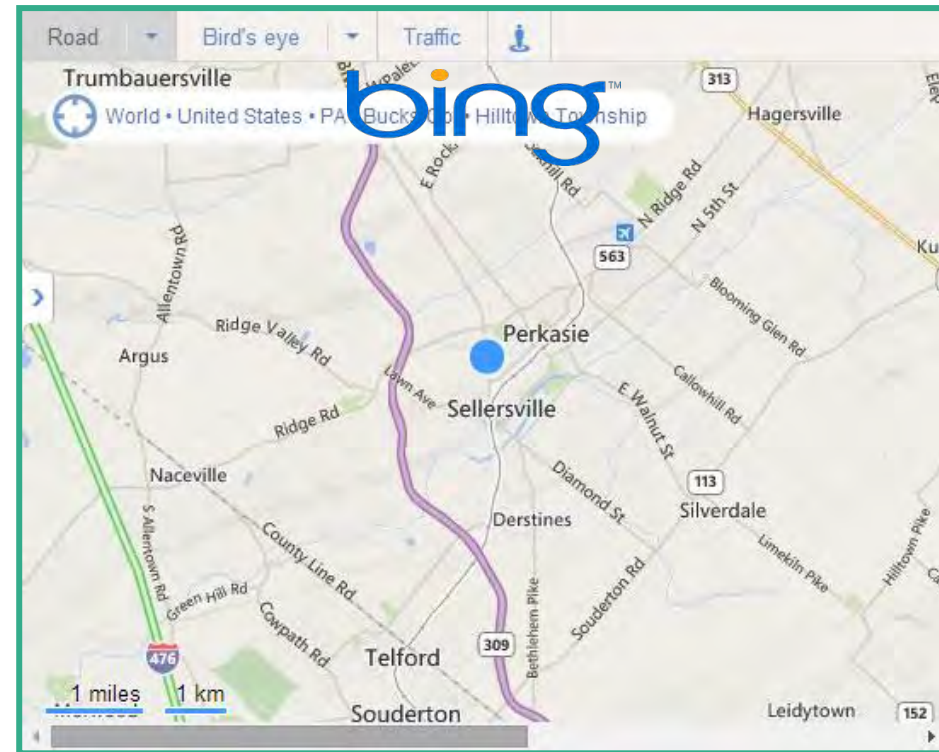 Road Bird's eye Traffic
Trumbauersville
bing™
313
Hagersville
World • United States • PA • Bucks Co. • Hilltown Township
E Rock
N Ridge Rd
N 5th St
563
Allentown Rd
Ridge Valley Rd
Perkasie
Blooming Glen Rd
Argus
Lawn Ave
Sellersville
Callowhill Rd
E Walnut St
Ridge Rd
Naceville
Diamond St
113
Silverdale
Derstines
S Allentown Rd
County Line Rd
Limekiln Pike
Hilltown Pike
Green Hill Rd
Cowpath Rd
Bethlehem Pike
Souderton Rd
Telford
309
476
1 miles 1 km
Souderton
Leidytown
152